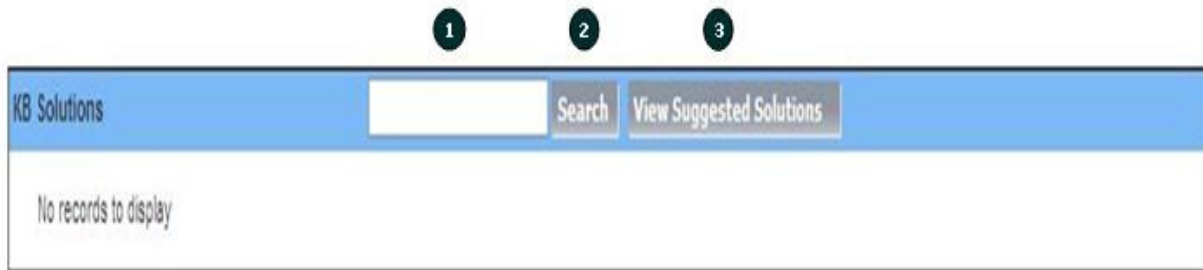 1 2 3
KB Solutions Search View Suggested Solutions
No records to display